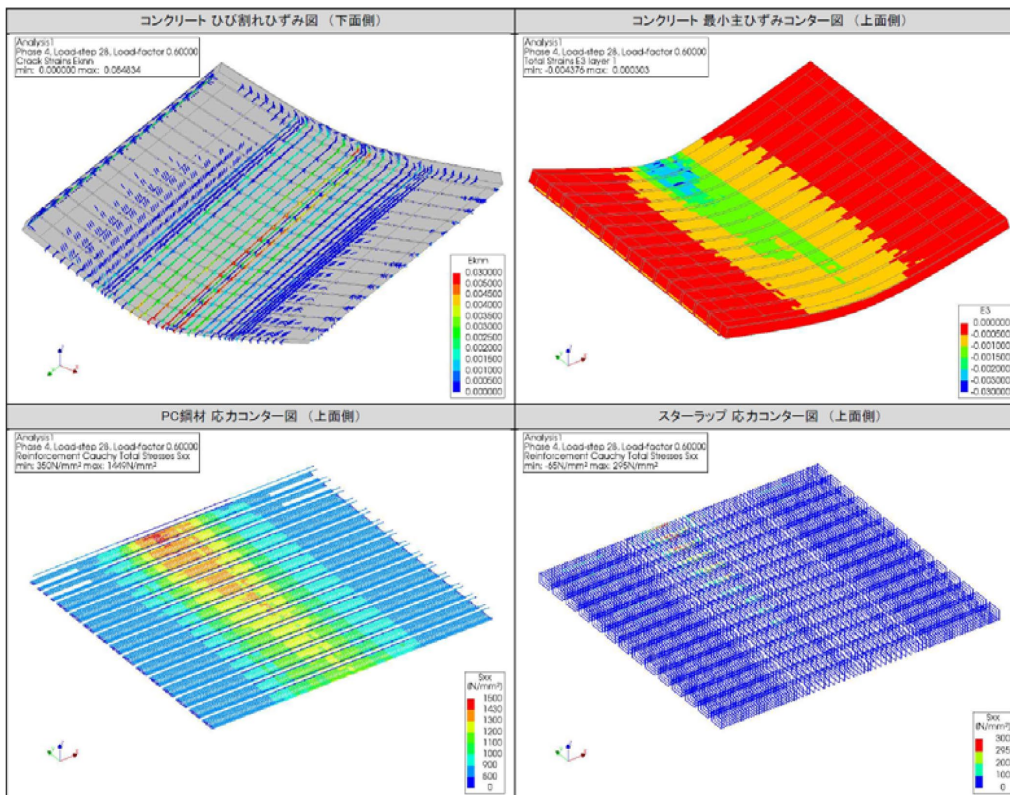 コンクリート ひび割れひずみ図 （下面側）
Analysis1
Phase 4, Load-step 28, Load-factor 0.60000
Crack Strains Eknn
min: 0.000000 max: 0.084834
Eknn
0.030000
0.005000
0.004500
0.004000
0.003500
0.003000
0.002500
0.002000
0.001500
0.001000
0.000500
0.000000
コンクリート 最小主ひずみコンター図 （上面側）
Analysis1
Phase 4, Load-step 28, Load-factor 0.60000
Total Strains E3 layer 1
min: -0.004376 max: 0.000303
E3
0.000000
-0.000500
-0.001000
-0.001500
-0.002000
-0.003000
-0.030000
PC鋼材 応力コンター図 （上面側）
Analysis1
Phase 4, Load-step 28, Load-factor 0.60000
Reinforcement Cauchy Total Stresses Sxx
min: 350N/mm² max: 1449N/mm²
Sxx
(N/mm²)
1500
1430
1300
1200
1100
1000
900
600
0
スターラップ 応力コンター図 （上面側）
Analysis1
Phase 4, Load-step 28, Load-factor 0.60000
Reinforcement Cauchy Total Stresses Sxx
min: -65N/mm² max: 295N/mm²
Sxx
(N/mm²)
300
295
200
100
0